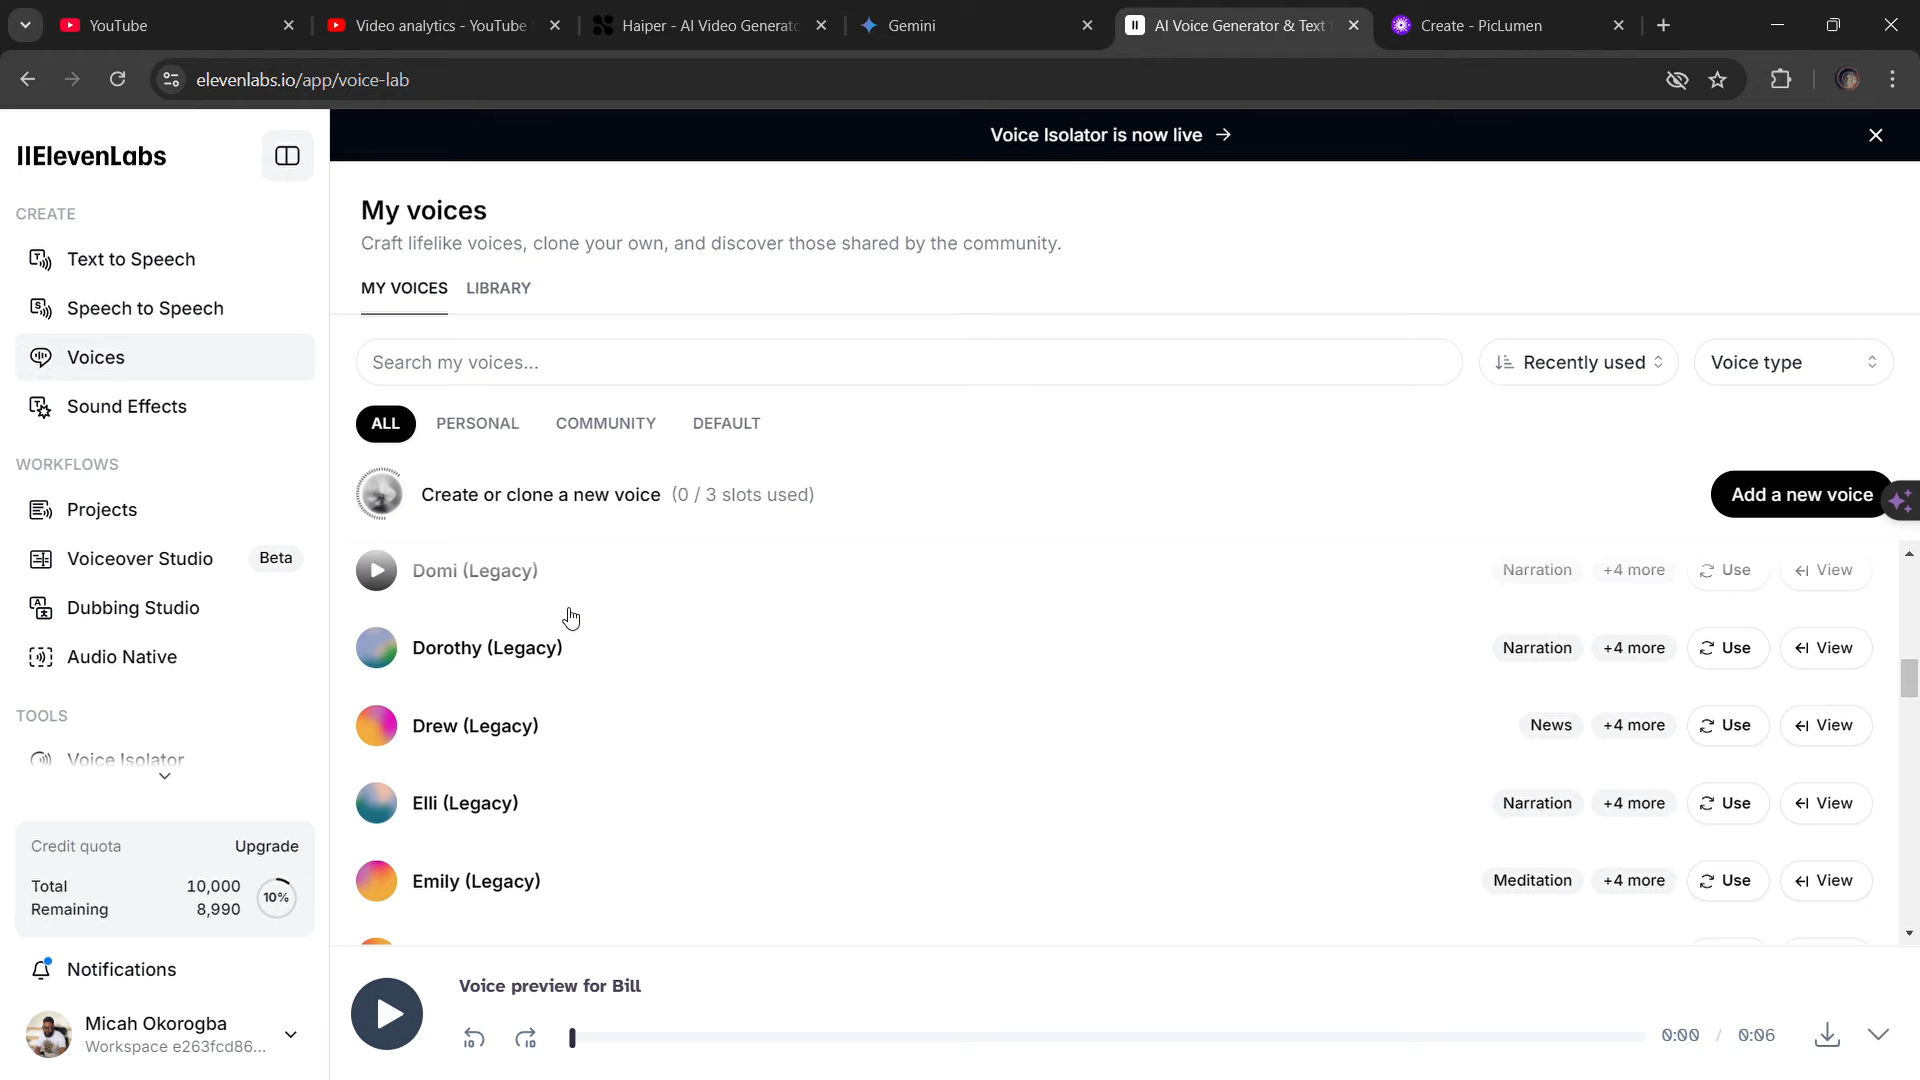 YouTube
Video analytics - YouTube
Haiper - AI Video Generato
Gemini
AI Voice Generator & Text
Create - PicLumen
elevenlabs.io/app/voice-lab
IIElevenLabs
Voice Isolator is now live →
My voices
Craft lifelike voices, clone your own, and discover those shared by the community.
MY VOICES LIBRARY
Search my voices...
Recently used
Voice type
ALL PERSONAL COMMUNITY DEFAULT
Create or clone a new voice (0 / 3 slots used)
Add a new voice
CREATE
Text to Speech
Speech to Speech
Voices
Sound Effects
WORKFLOWS
Projects
Voiceover Studio Beta
Dubbing Studio
Audio Native
TOOLS
Voice Isolator
Credit quota Upgrade
Total 10,000
Remaining 8,990
10%
Notifications
Micah Okorogba
Workspace e263fcd86...
Domi (Legacy) Narration +4 more Use View
Dorothy (Legacy) Narration +4 more Use View
Drew (Legacy) News +4 more Use View
Elli (Legacy) Narration +4 more Use View
Emily (Legacy) Meditation +4 more Use View
Voice preview for Bill
0:00 / 0:06